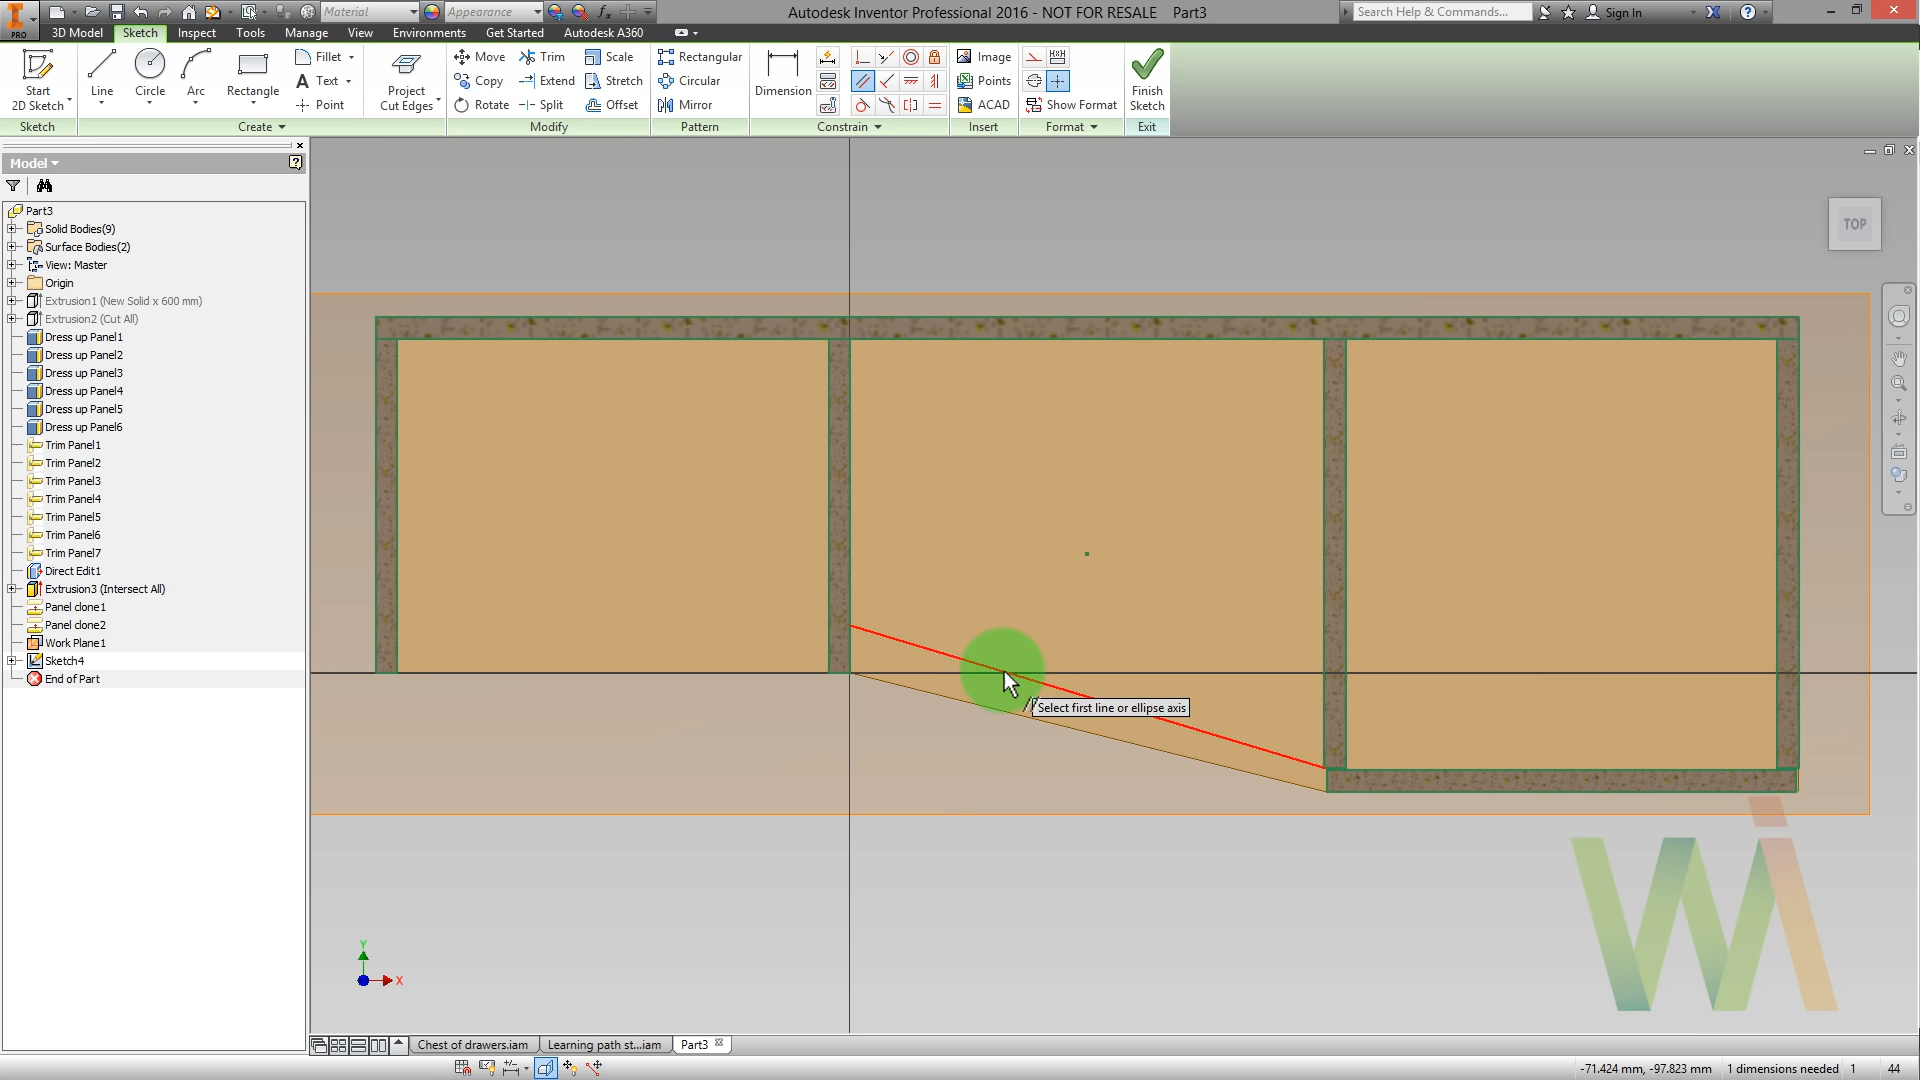 Material
Appearance
Autodesk Inventor Professional 2016 - NOT FOR RESALE Part3
Search Help & Commands...
Sign In
PRO
3D Model
Sketch
Inspect
Tools
Manage
View
Environments
Get Started
Autodesk A360
Start
2D Sketch
Line
Circle
Arc
Rectangle
Fillet
Text
Point
Project
Cut Edges
Move
Copy
Rotate
Trim
Extend
Split
Scale
Stretch
Offset
Rectangular
Circular
Mirror
Dimension
Image
Points
ACAD
Show Format
Finish
Sketch
Sketch
Create
Modify
Pattern
Constrain
Insert
Format
Exit
Model
Part3
Solid Bodies(9)
Surface Bodies(2)
View: Master
Origin
Extrusion1 (New Solid x 600 mm)
Extrusion2 (Cut All)
Dress up Panel1
Dress up Panel2
Dress up Panel3
Dress up Panel4
Dress up Panel5
Dress up Panel6
Trim Panel1
Trim Panel2
Trim Panel3
Trim Panel4
Trim Panel5
Trim Panel6
Trim Panel7
Direct Edit1
Extrusion3 (Intersect All)
Panel clone1
Panel clone2
Work Plane1
Sketch4
End of Part
TOP
Select first line or ellipse axis
Y
X
Chest of drawers.iam
Learning path st...iam
Part3
-71.424 mm, -97.823 mm
1 dimensions needed
1
44